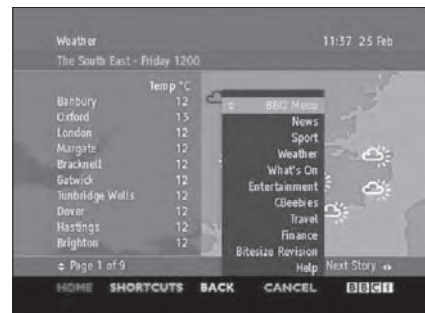 Weather 11:37 25 Feb
The South East - Friday 1200
Temp °C
Banbury 12
Oxford 13
London 12
Margate 12
Bracknell 12
Gatwick 12
Tunbridge Wells 12
Dover 12
Hastings 12
Brighton 12
Menu
News
Sport
Weather
What's On
Entertainment
CBeebies
Travel
Finance
Bitesize Revision
Help
Page 1 of 9 Next Story
HOME SHORTCUTS BACK CANCEL BBCi